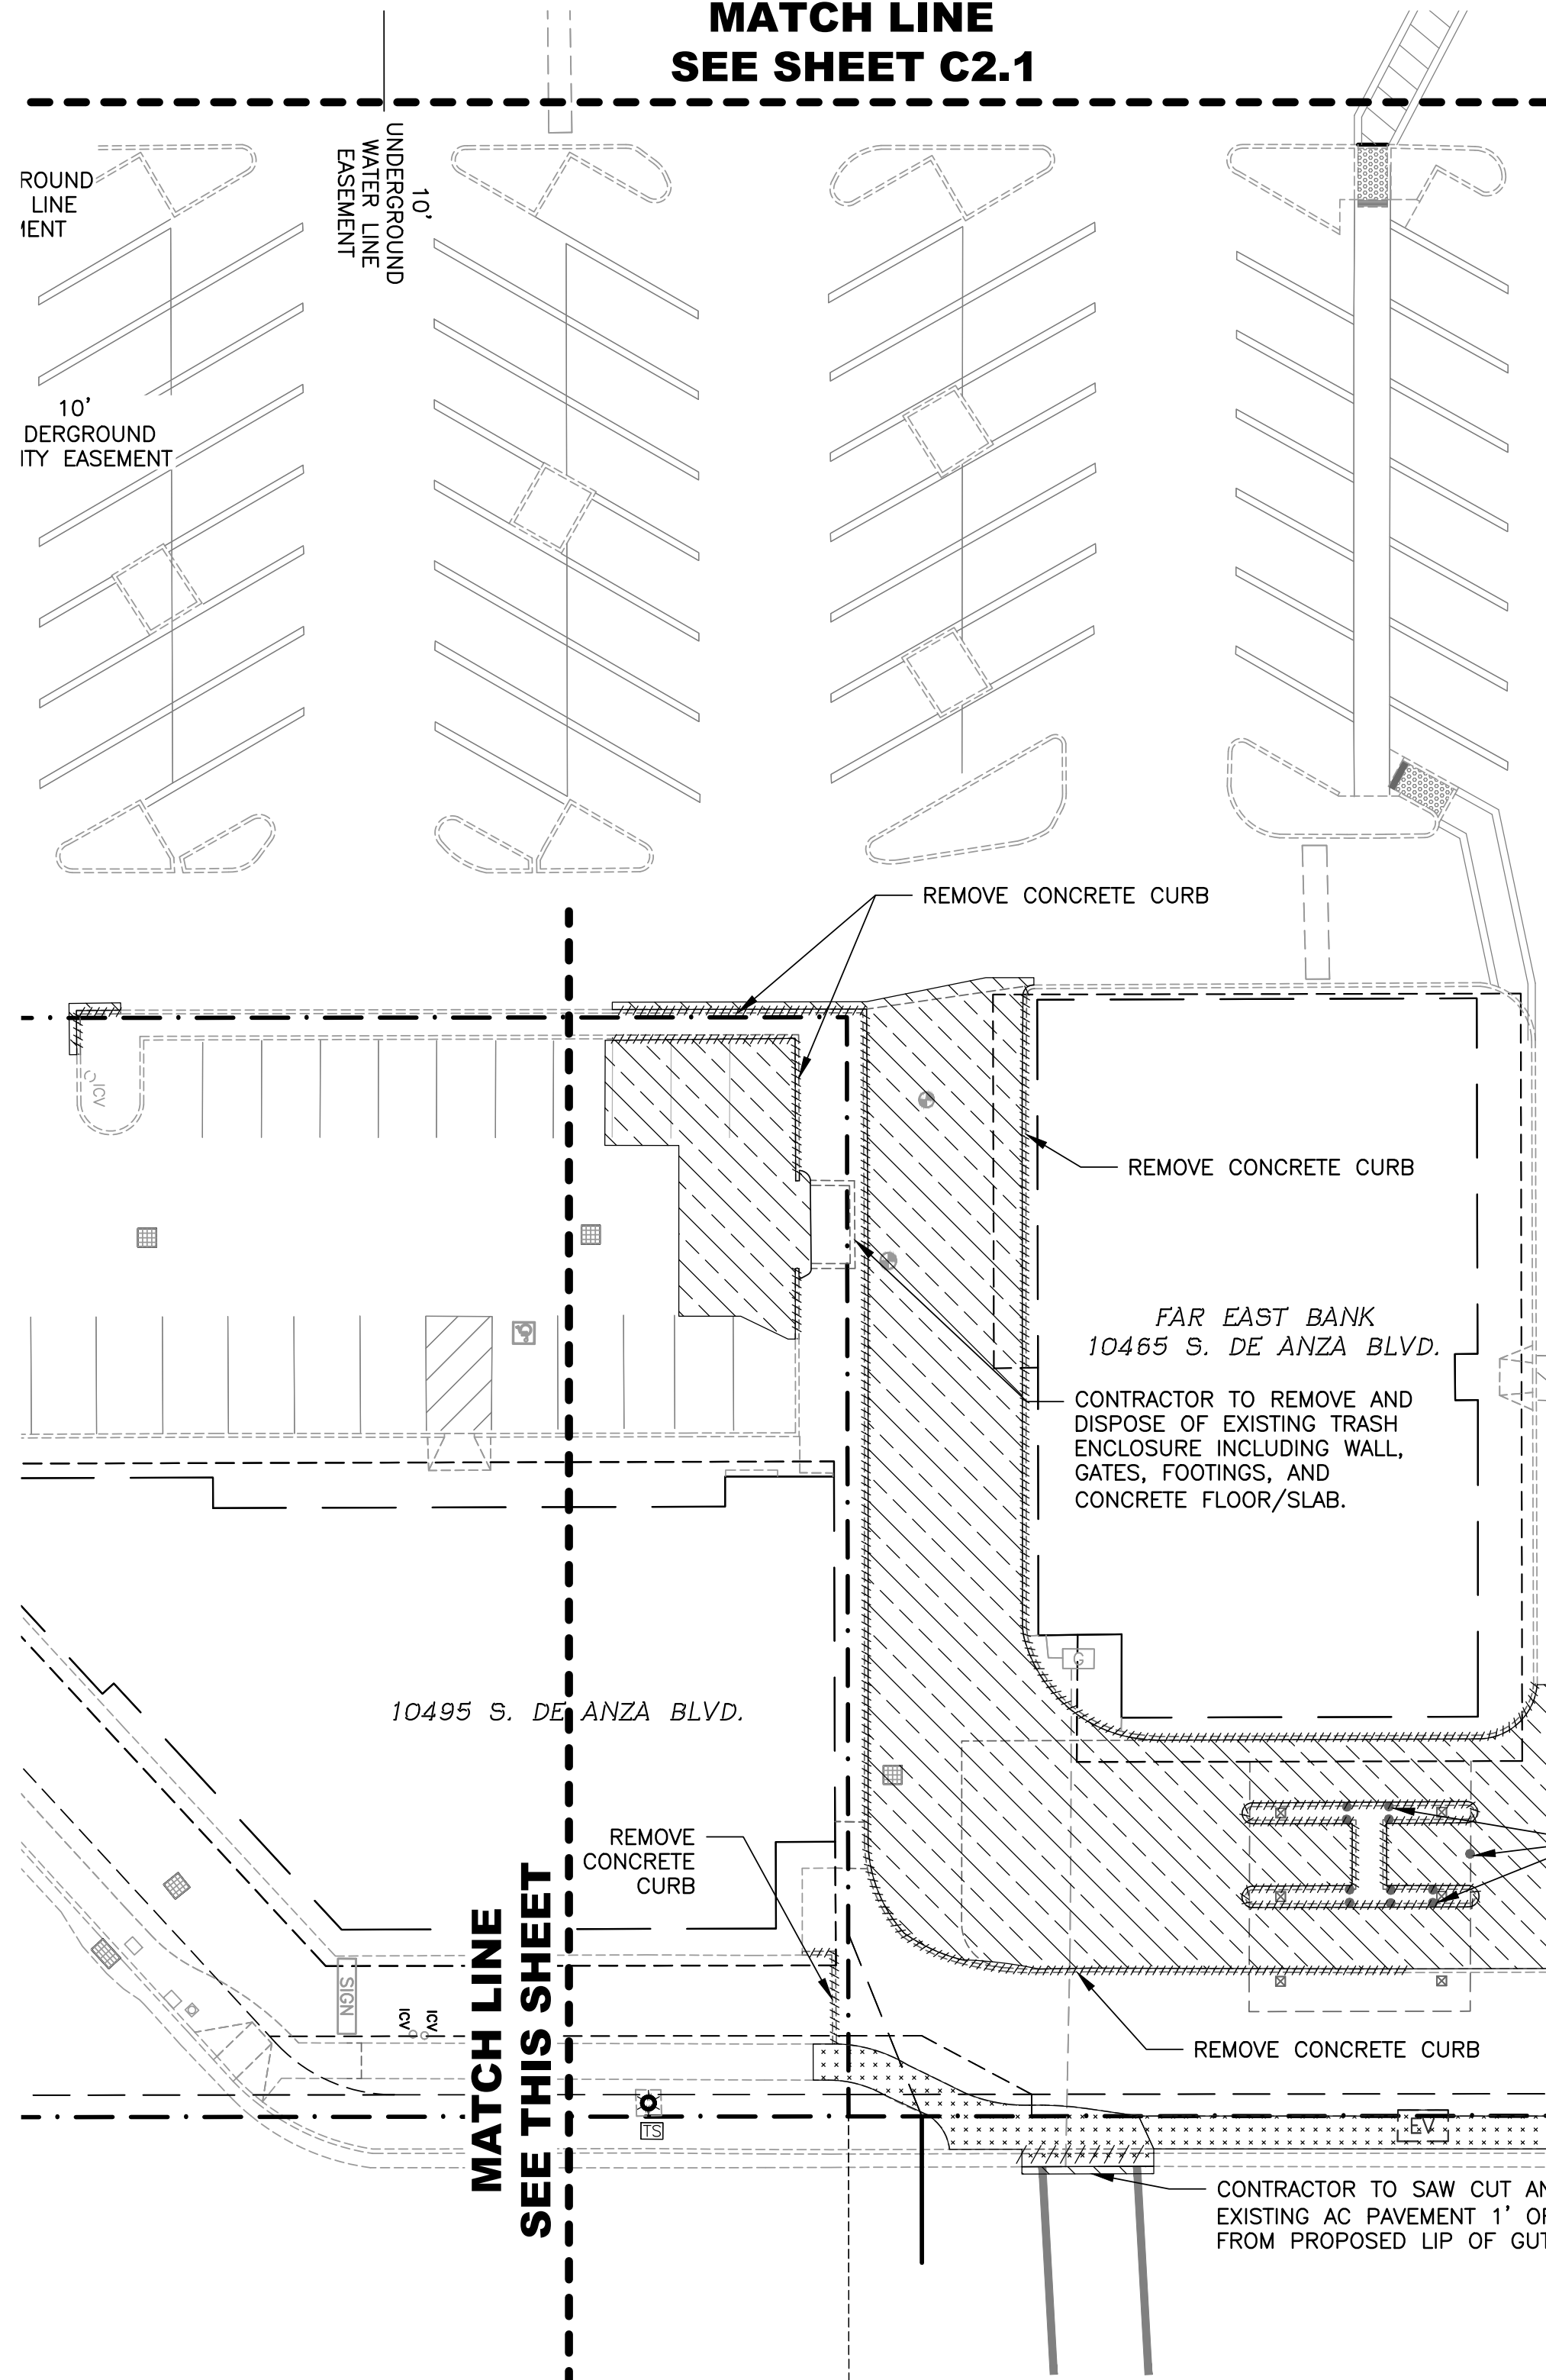 MATCH LINE
SEE SHEET C2.1
ROUND
LINE
10'
UNDERGROUND
WATER LINE
EASEMENT
10'
DERGROUND
ITY EASEMENT
REMOVE CONCRETE CURB
ICV
REMOVE CONCRETE CURB
FAR EAST BANK
10465 S. DE ANZA BLVD.
CONTRACTOR TO REMOVE AND
DISPOSE OF EXISTING TRASH
ENCLOSURE INCLUDING WALL,
GATES, FOOTINGS, AND
CONCRETE FLOOR/SLAB.
G
10495 S. DE ANZA BLVD.
REMOVE
CONCRETE
CURB
MATCH LINE
SEE THIS SHEET
SIGN
ICV
ICV
REMOVE CONCRETE CURB
TS
EV
CONTRACTOR TO SAW CUT AN
EXISTING AC PAVEMENT 1' OF
FROM PROPOSED LIP OF GUT